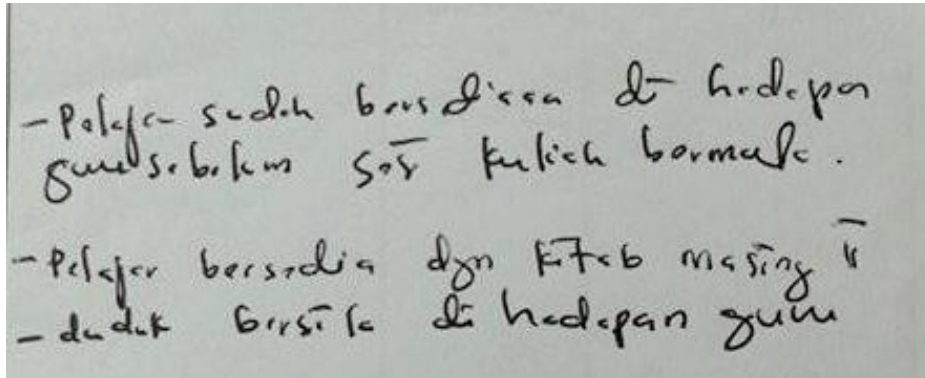 - Pelajar sudah bersedia di hadapan
guru sebelum sesi kuliah bermula.
- Pelajar bersedia dgn kitab masing"
- duduk bersila di hadapan guru